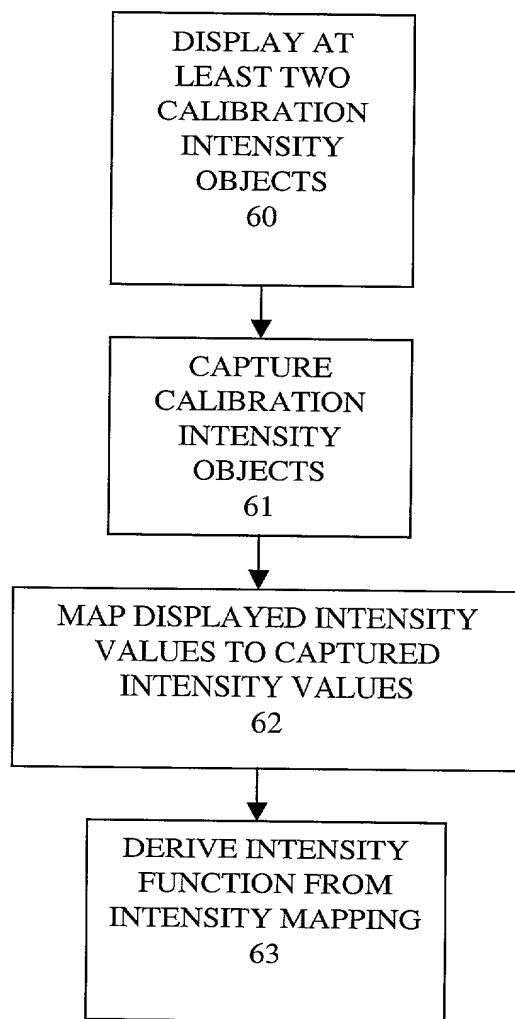 DISPLAY AT
LEAST TWO
CALIBRATION
INTENSITY
OBJECTS
60
CAPTURE
CALIBRATION
INTENSITY
OBJECTS
61
MAP DISPLAYED INTENSITY
VALUES TO CAPTURED
INTENSITY VALUES
62
DERIVE INTENSITY
FUNCTION FROM
INTENSITY MAPPING
63